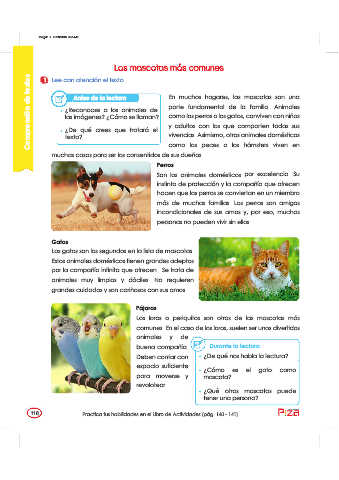 Comprensión de textos
Las mascotas más comunes
1 Lee con atención el texto.
Antes de la lectura
- ¿Reconoces a los animales de
las imágenes? ¿Cómo se llaman?
- ¿De qué crees que tratará el
texto?
En muchos hogares, las mascotas son una
parte fundamental de la familia. Animales
como los perros o los gatos, conviven con niños
y adultos con los que comparten todas sus
vivencias. Asimismo, otros animales domésticos
como los peces o los hámsters viven en
muchas casas para ser los consentidos de sus dueños.
Perros
Son los animales domésticos por excelencia. Su
instinto de protección y la compañía que ofrecen
hacen que los perros se conviertan en un miembro
más de muchas familias. Los perros son amigos
incondicionales de sus amos y, por eso, muchas
personas no pueden vivir sin ellos.
Gatos
Los gatos son los segundos en la lista de mascotas.
Estos animales domésticos tienen grandes adeptos
por la compañía infinita que ofrecen. Se trata de
animales muy limpios y dóciles. No requieren
grandes cuidados y son cariñosos con sus amos.
Pájaros
Los loros o periquitos son otras de las mascotas más
comunes. En el caso de los loros, suelen ser unos divertidos
animales y de
buena compañía.
Deben contar con
espacio suficiente
para moverse y
revolotear.
Durante la lectura
- ¿De qué nos habla la lectura?
- ¿Cómo es el gato como
mascota?
- ¿Qué otras mascotas puede
tener una persona?
118
Practica tus habilidades en el Libro de Actividades (pág. 140 - 141)